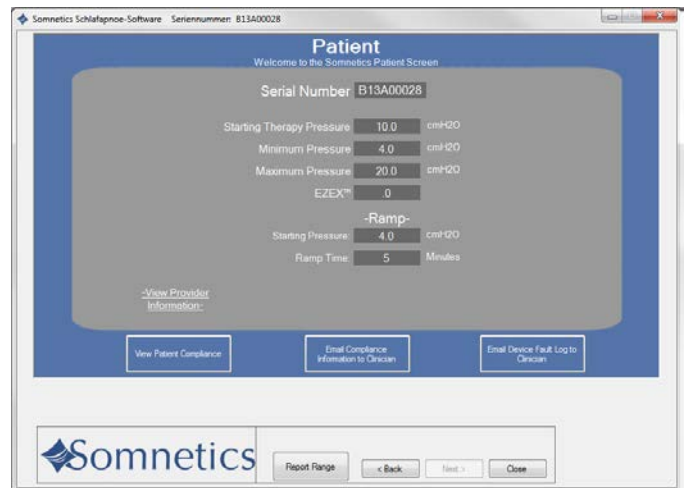 Somnetics Schlafapnoe-Software Seriennummer: B13A00028
Patient
Welcome to the Somnetics Patient Screen
Serial Number B13A00028
Starting Therapy Pressure 10.0 cmH2O
Minimum Pressure 4.0 cmH2O
Maximum Pressure 20.0 cmH2O
EZEX™ .0
-Ramp-
Starting Pressure: 4.0 cmH2O
Ramp Time: 5 Minutes
-View Provider
Information-
View Patient Compliance
Email Compliance
Information to Clinician
Email Device Fault Log to
Clinician
Somnetics
Report Range
< Back
Next >
Close